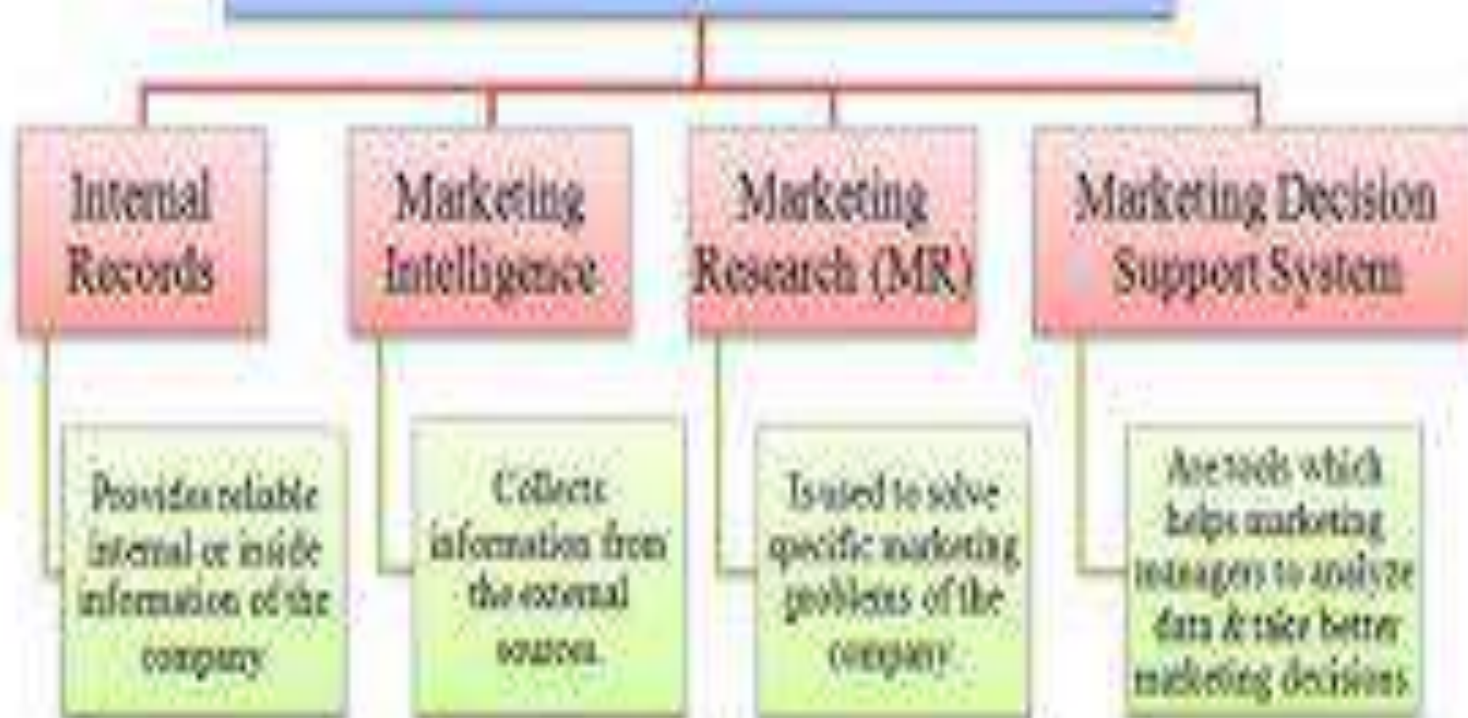 Internal
Records
Marketing
Intelligence
Marketing
Research (MR)
Marketing Decision
Support System
Provides reliable
internal or inside
information of the
company
Collects
information from
the external
sources.
Is used to solve
specific marketing
problems of the
company.
Are tools which
helps marketing
managers to analyze
data & take better
marketing decisions